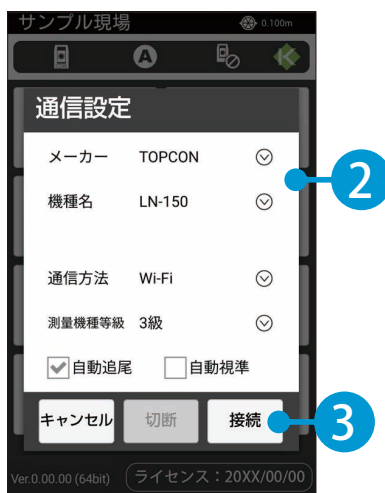 サンプル現場 0.100m
A
通信設定
メーカー TOPCON
2
機種名 LN-150
通信方法 Wi-Fi
測量機種等級 3級
自動追尾 自動視準
キャンセル 切断 接続 3
Ver.0.00.00 (64bit) ライセンス：20XX/00/00